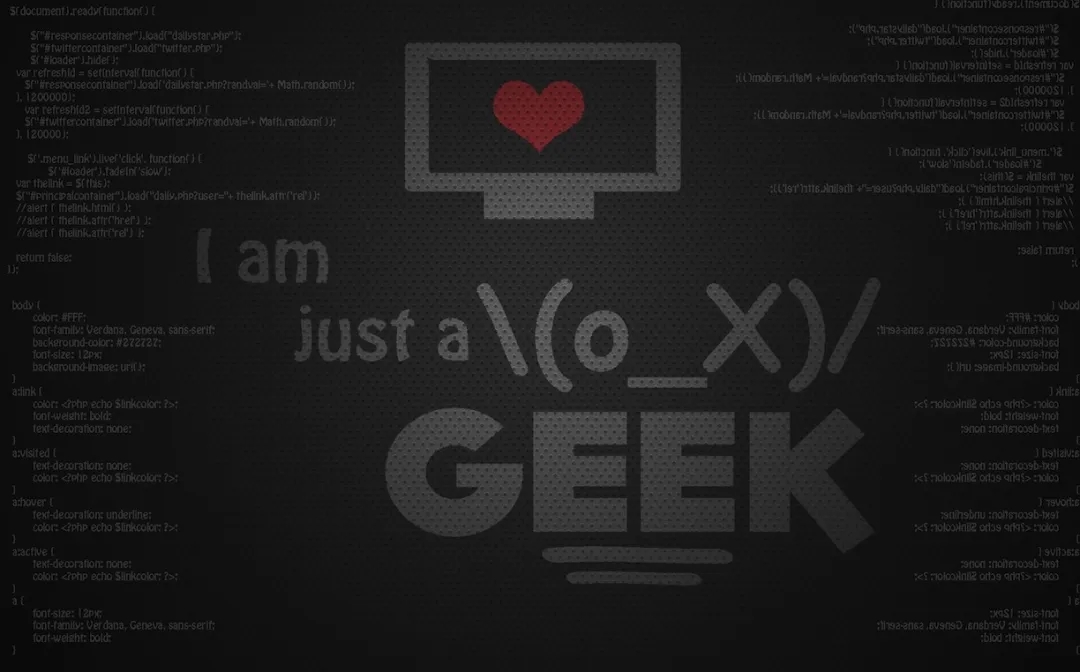 $(document).ready(function() {
$("#responsecontainer").load("dailystar.php");
$("#twittercontainer").load("twitter.php");
$('#loader').hide();
var refreshId = setInterval(function() {
$("#responsecontainer").load('dailystar.php?randval='+ Math.random());
}, 1200000);
var refreshId2 = setInterval(function() {
$("#twittercontainer").load('twitter.php?randval='+ Math.random());
}, 120000);
$('.menu_link').live('click', function() {
$('#loader').fadeIn('slow');
var thelink = $(this);
$("#principalcontainer").load("daily.php?user="+ thelink.attr('rel'));
//alert ( thelink.html() );
//alert ( thelink.attr('href') );
//alert ( thelink.attr('rel') );
return false;
});
I am
just a \(o_X)/
GEEK
body {
color: #FFF;
font-family: Verdana, Geneva, sans-serif;
background-color: #272727;
font-size: 12px;
background-image: url();
}
a:link {
color: <?php echo $linkcolor; ?>;
font-weight: bold;
text-decoration: none;
}
a:visited {
text-decoration: none;
color: <?php echo $linkcolor; ?>;
}
a:hover {
text-decoration: underline;
color: <?php echo $linkcolor; ?>;
}
a:active {
text-decoration: none;
color: <?php echo $linkcolor; ?>;
}
a {
font-size: 12px;
font-family: Verdana, Geneva, sans-serif;
font-weight: bold;
}